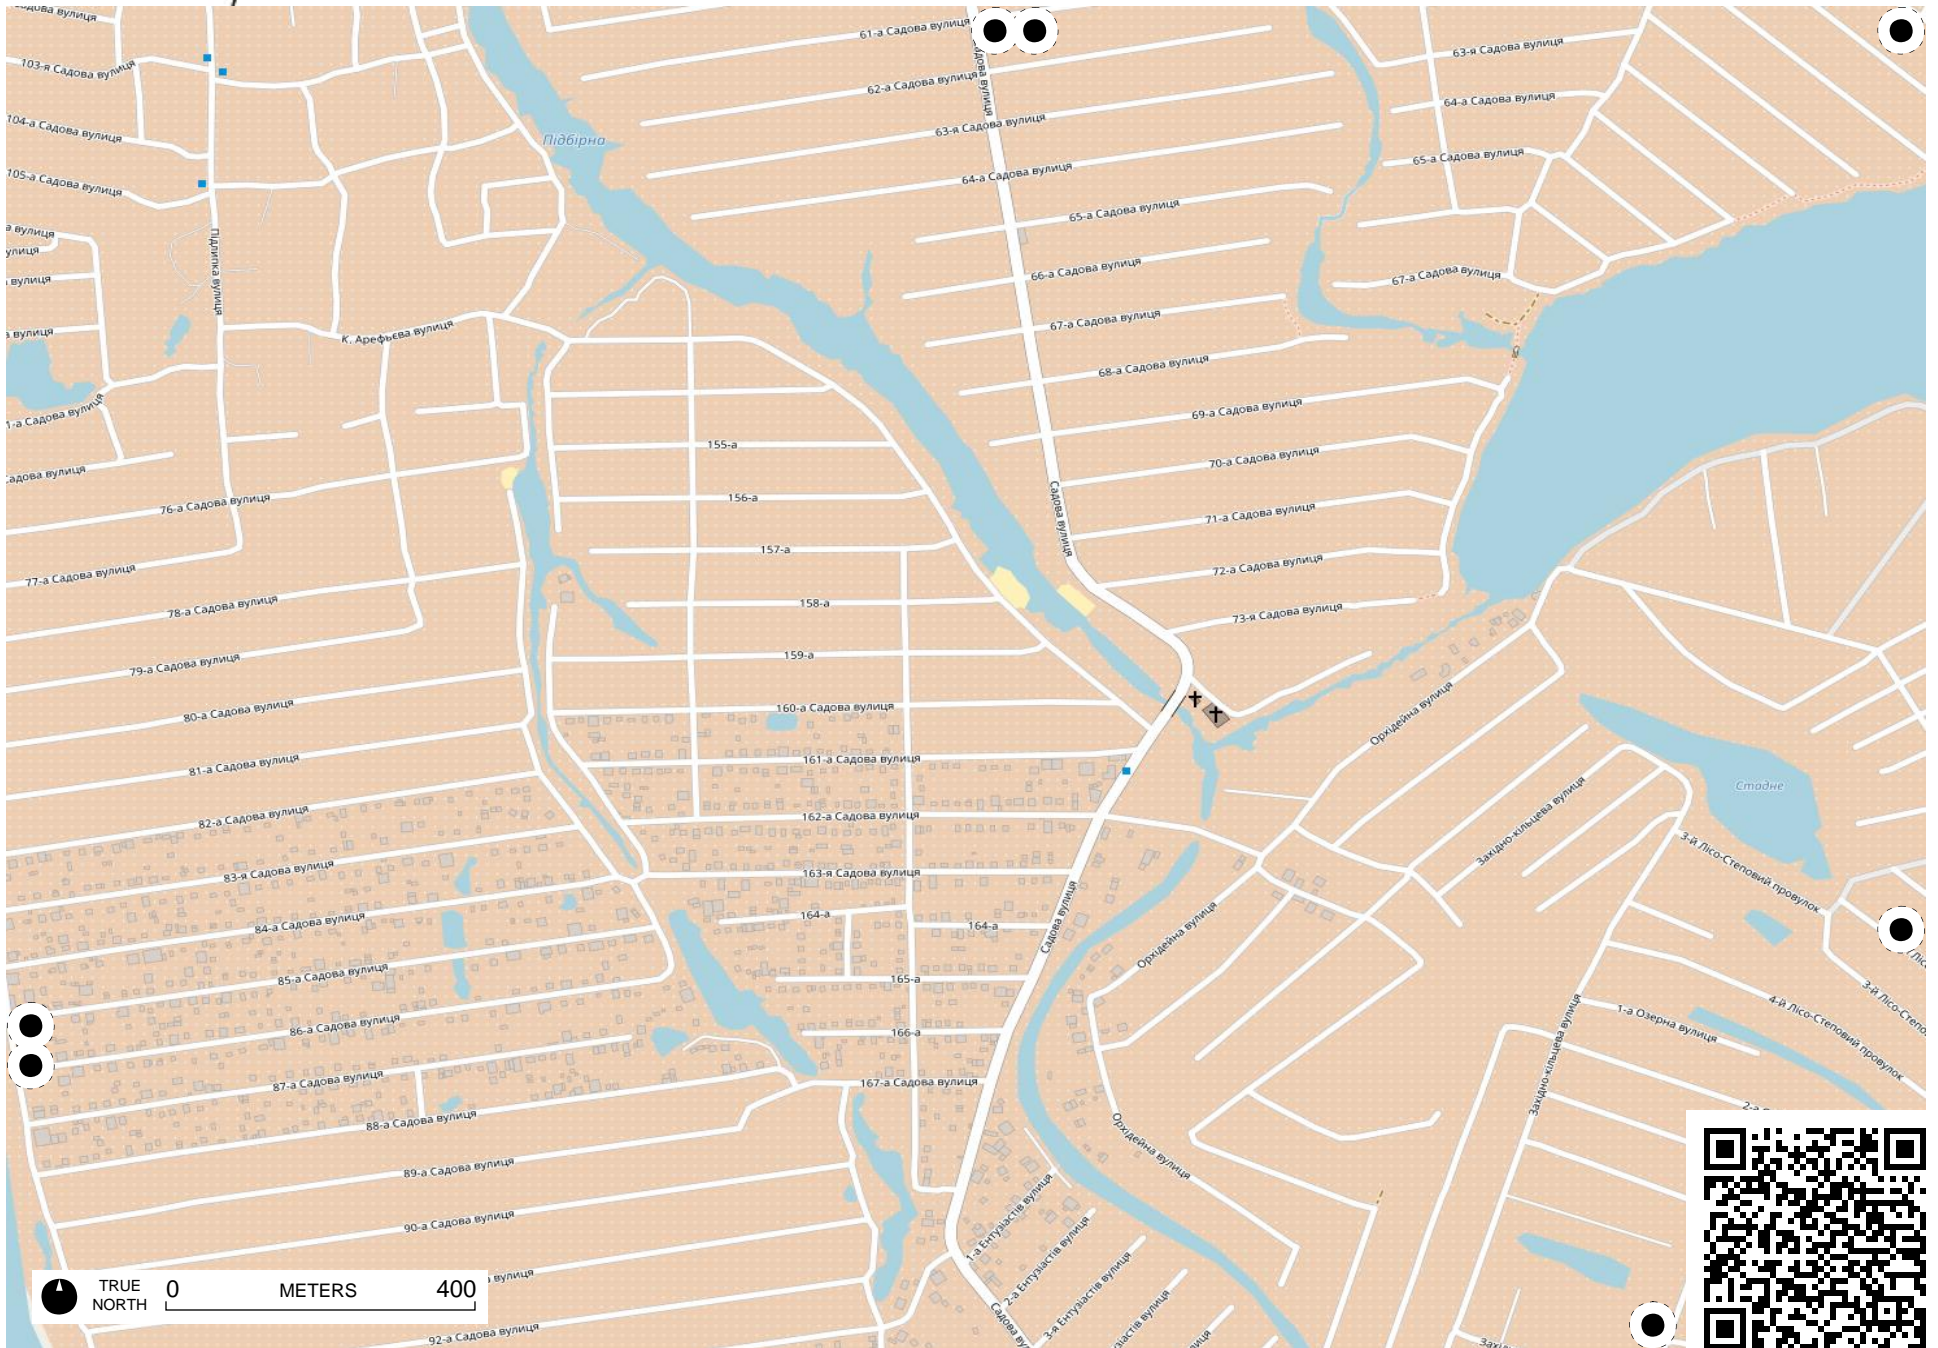 61-а Садова вулиця
63-я Садова вулиця
103-я Садова вулиця
62-а Садова вулиця
64-а Садова вулиця
104-а Садова вулиця
63-я Садова вулиця
Підбірна
65-а Садова вулиця
64-а Садова вулиця
105-а Садова вулиця
65-а Садова вулиця
Підлипка вулиця
66-а Садова вулиця
67-а Садова вулиця
67-а Садова вулиця
К. Арефьєва вулиця
68-а Садова вулиця
69-а Садова вулиця
155-а
70-а Садова вулиця
76-а Садова вулиця
156-а
Садова вулиця
71-а Садова вулиця
157-а
72-а Садова вулиця
77-а Садова вулиця
78-а Садова вулиця
158-а
73-я Садова вулиця
159-а
79-а Садова вулиця
80-а Садова вулиця
160-а Садова вулиця
Орхідейна вулиця
81-а Садова вулиця
161-а Садова вулиця
Стадне
82-а Садова вулиця
162-а Садова вулиця
Західно-кільцева вулиця
83-я Садова вулиця
163-я Садова вулиця
3-й Лісо-Степовий провулок
84-а Садова вулиця
164-а
164-а
Садова вулиця
Орхідейна вулиця
85-а Садова вулиця
165-а
86-а Садова вулиця
166-а
1-а Озерна вулиця
4-й Лісо-Степовий провулок
3-й Лісо-Степо
87-а Садова вулиця
167-а Садова вулиця
Західно-кільцева вулиця
88-а Садова вулиця
Орхідейна вулиця
89-а Садова вулиця
90-а Садова вулиця
1-а Ентузіастів вулиця
2-а Ентузіастів вулиця
3-я Ентузіастів вулиця
TRUE NORTH
0 METERS 400
92-а Садова вулиця